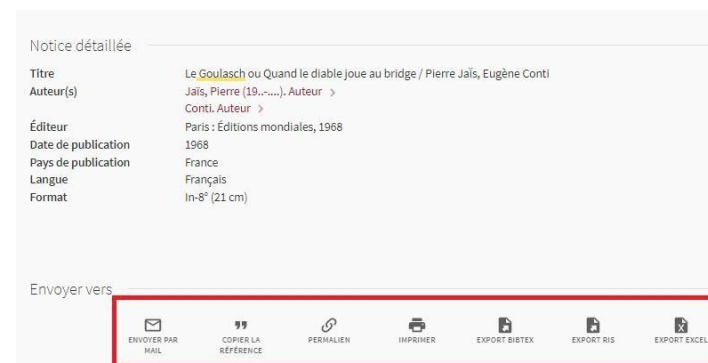 Notice détaillée
Titre Le Goulasch ou Quand le diable joue au bridge / Pierre Jaïs, Eugène Conti
Auteur(s) Jaïs, Pierre (19..-....). Auteur >
Conti. Auteur >
Éditeur Paris : Éditions mondiales, 1968
Date de publication 1968
Pays de publication France
Langue Français
Format In-8° (21 cm)
Envoyer vers
ENVOYER PAR MAIL
COPIER LA RÉFÉRENCE
PERMALIEN
IMPRIMER
EXPORT BIBTEX
EXPORT RIS
EXPORT EXCEL